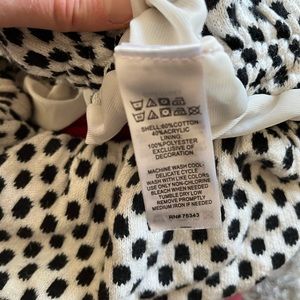 SHELL:60%COTTON
40%ACRYLIC
LINING
100%POLYESTER
EXCLUSIVE OF
DECORATION
MACHINE WASH COOL
DELICATE CYCLE
WASH WITH LIKE COLORS
USE ONLY NON-CHLORINE
BLEACH WHEN NEEDED
TUMBLE DRY LOW
REMOVE PROMPTLY
MEDIUM IRON IF NEEDED
RN# 75343